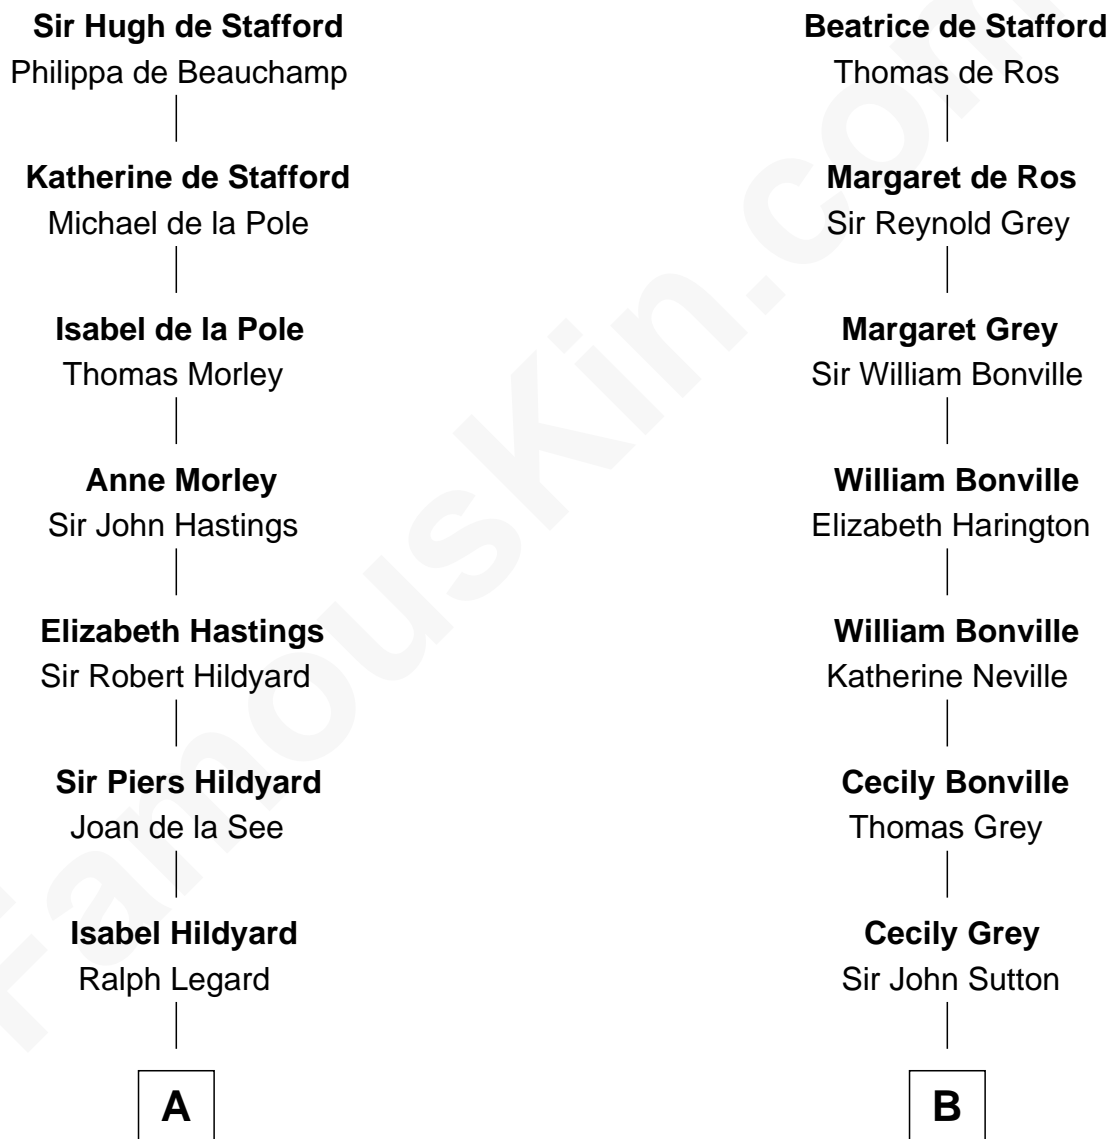 Sir Hugh de Stafford
Philippa de Beauchamp
Katherine de Stafford
Michael de la Pole
Isabel de la Pole
Thomas Morley
Anne Morley
Sir John Hastings
Elizabeth Hastings
Sir Robert Hildyard
Sir Piers Hildyard
Joan de la See
Isabel Hildyard
Ralph Legard
A
Beatrice de Stafford
Thomas de Ros
Margaret de Ros
Sir Reynold Grey
Margaret Grey
Sir William Bonville
William Bonville
Elizabeth Harington
William Bonville
Katherine Neville
Cecily Bonville
Thomas Grey
Cecily Grey
Sir John Sutton
B
FamousKin.com